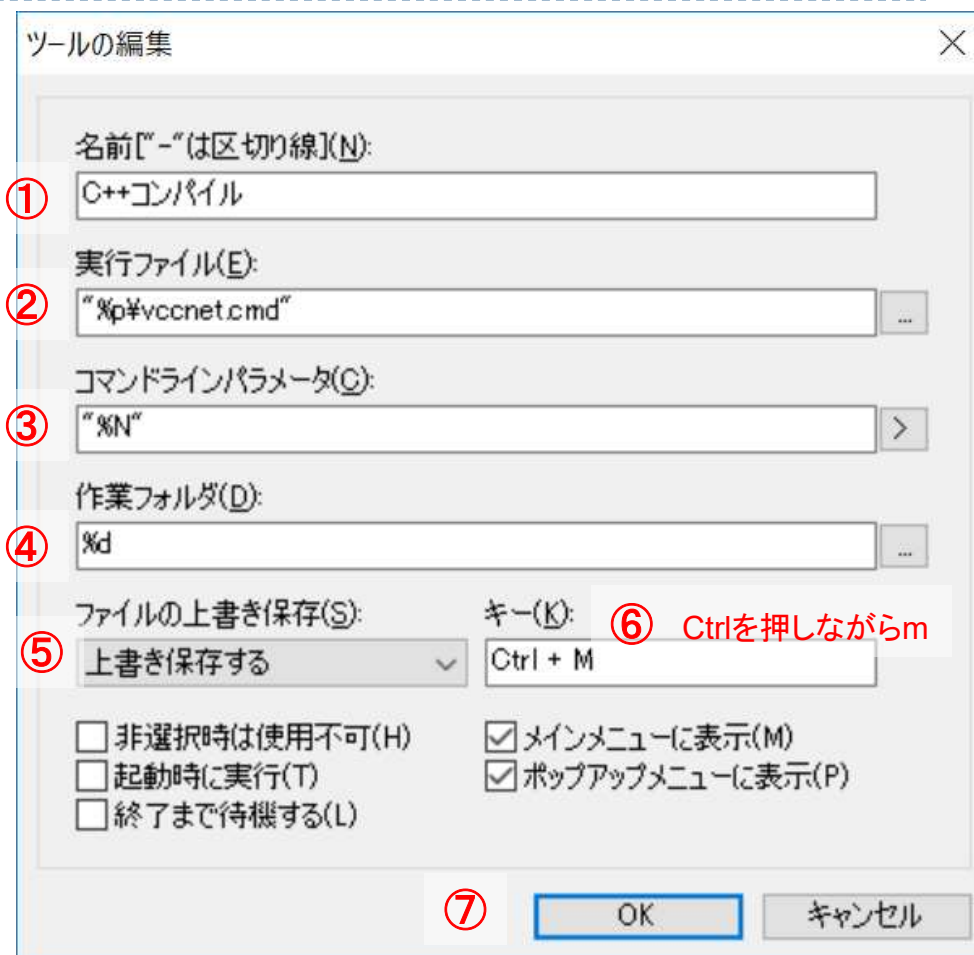 ツールの編集
名前["-"は区切り線](N):
① C++コンパイル
実行ファイル(E):
② "%p¥vccnet.cmd" ...
コマンドラインパラメータ(C):
③ "%N" >
作業フォルダ(D):
④ %d ...
ファイルの上書き保存(S): キー(K): ⑥ Ctrlを押しながらm
⑤ 上書き保存する Ctrl + M
非選択時は使用不可(H) メインメニューに表示(M)
起動時に実行(T) ポップアップメニューに表示(P)
終了まで待機する(L)
⑦ OK キャンセル